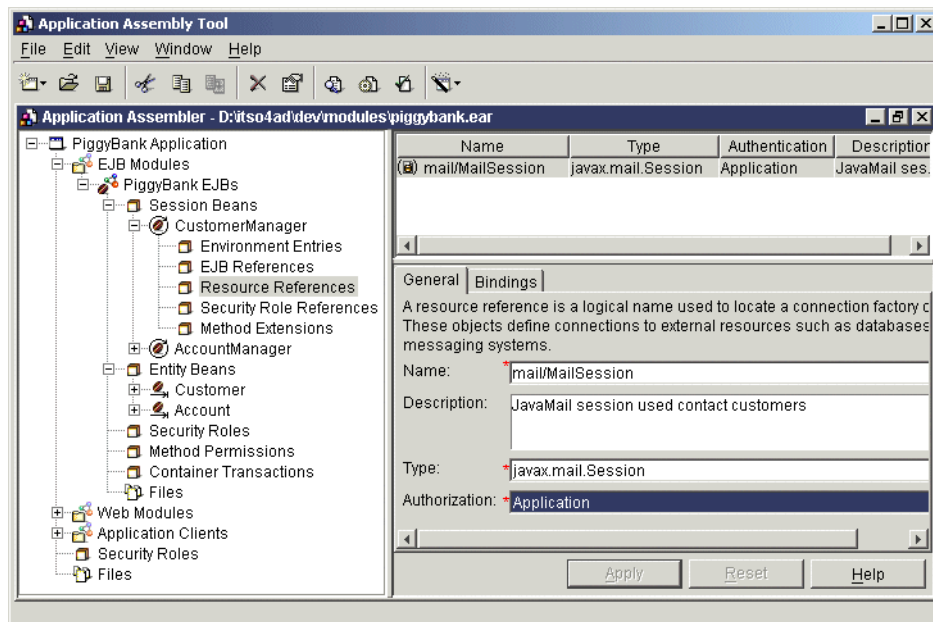 Application Assembly Tool
File Edit View Window Help
Application Assembler - D:\itso4ad\dev\modules\piggybank.ear
PiggyBank Application
EJB Modules
PiggyBank EJBs
Session Beans
CustomerManager
Environment Entries
EJB References
Resource References
Security Role References
Method Extensions
AccountManager
Entity Beans
Customer
Account
Security Roles
Method Permissions
Container Transactions
Files
Web Modules
Application Clients
Security Roles
Files
Name Type Authentication Description
mail/MailSession javax.mail.Session Application JavaMail ses.
General Bindings
A resource reference is a logical name used to locate a connection factory o
These objects define connections to external resources such as databases
messaging systems.
Name: *mail/MailSession
Description: JavaMail session used contact customers
Type: *javax.mail.Session
Authorization: *Application
Apply Reset Help